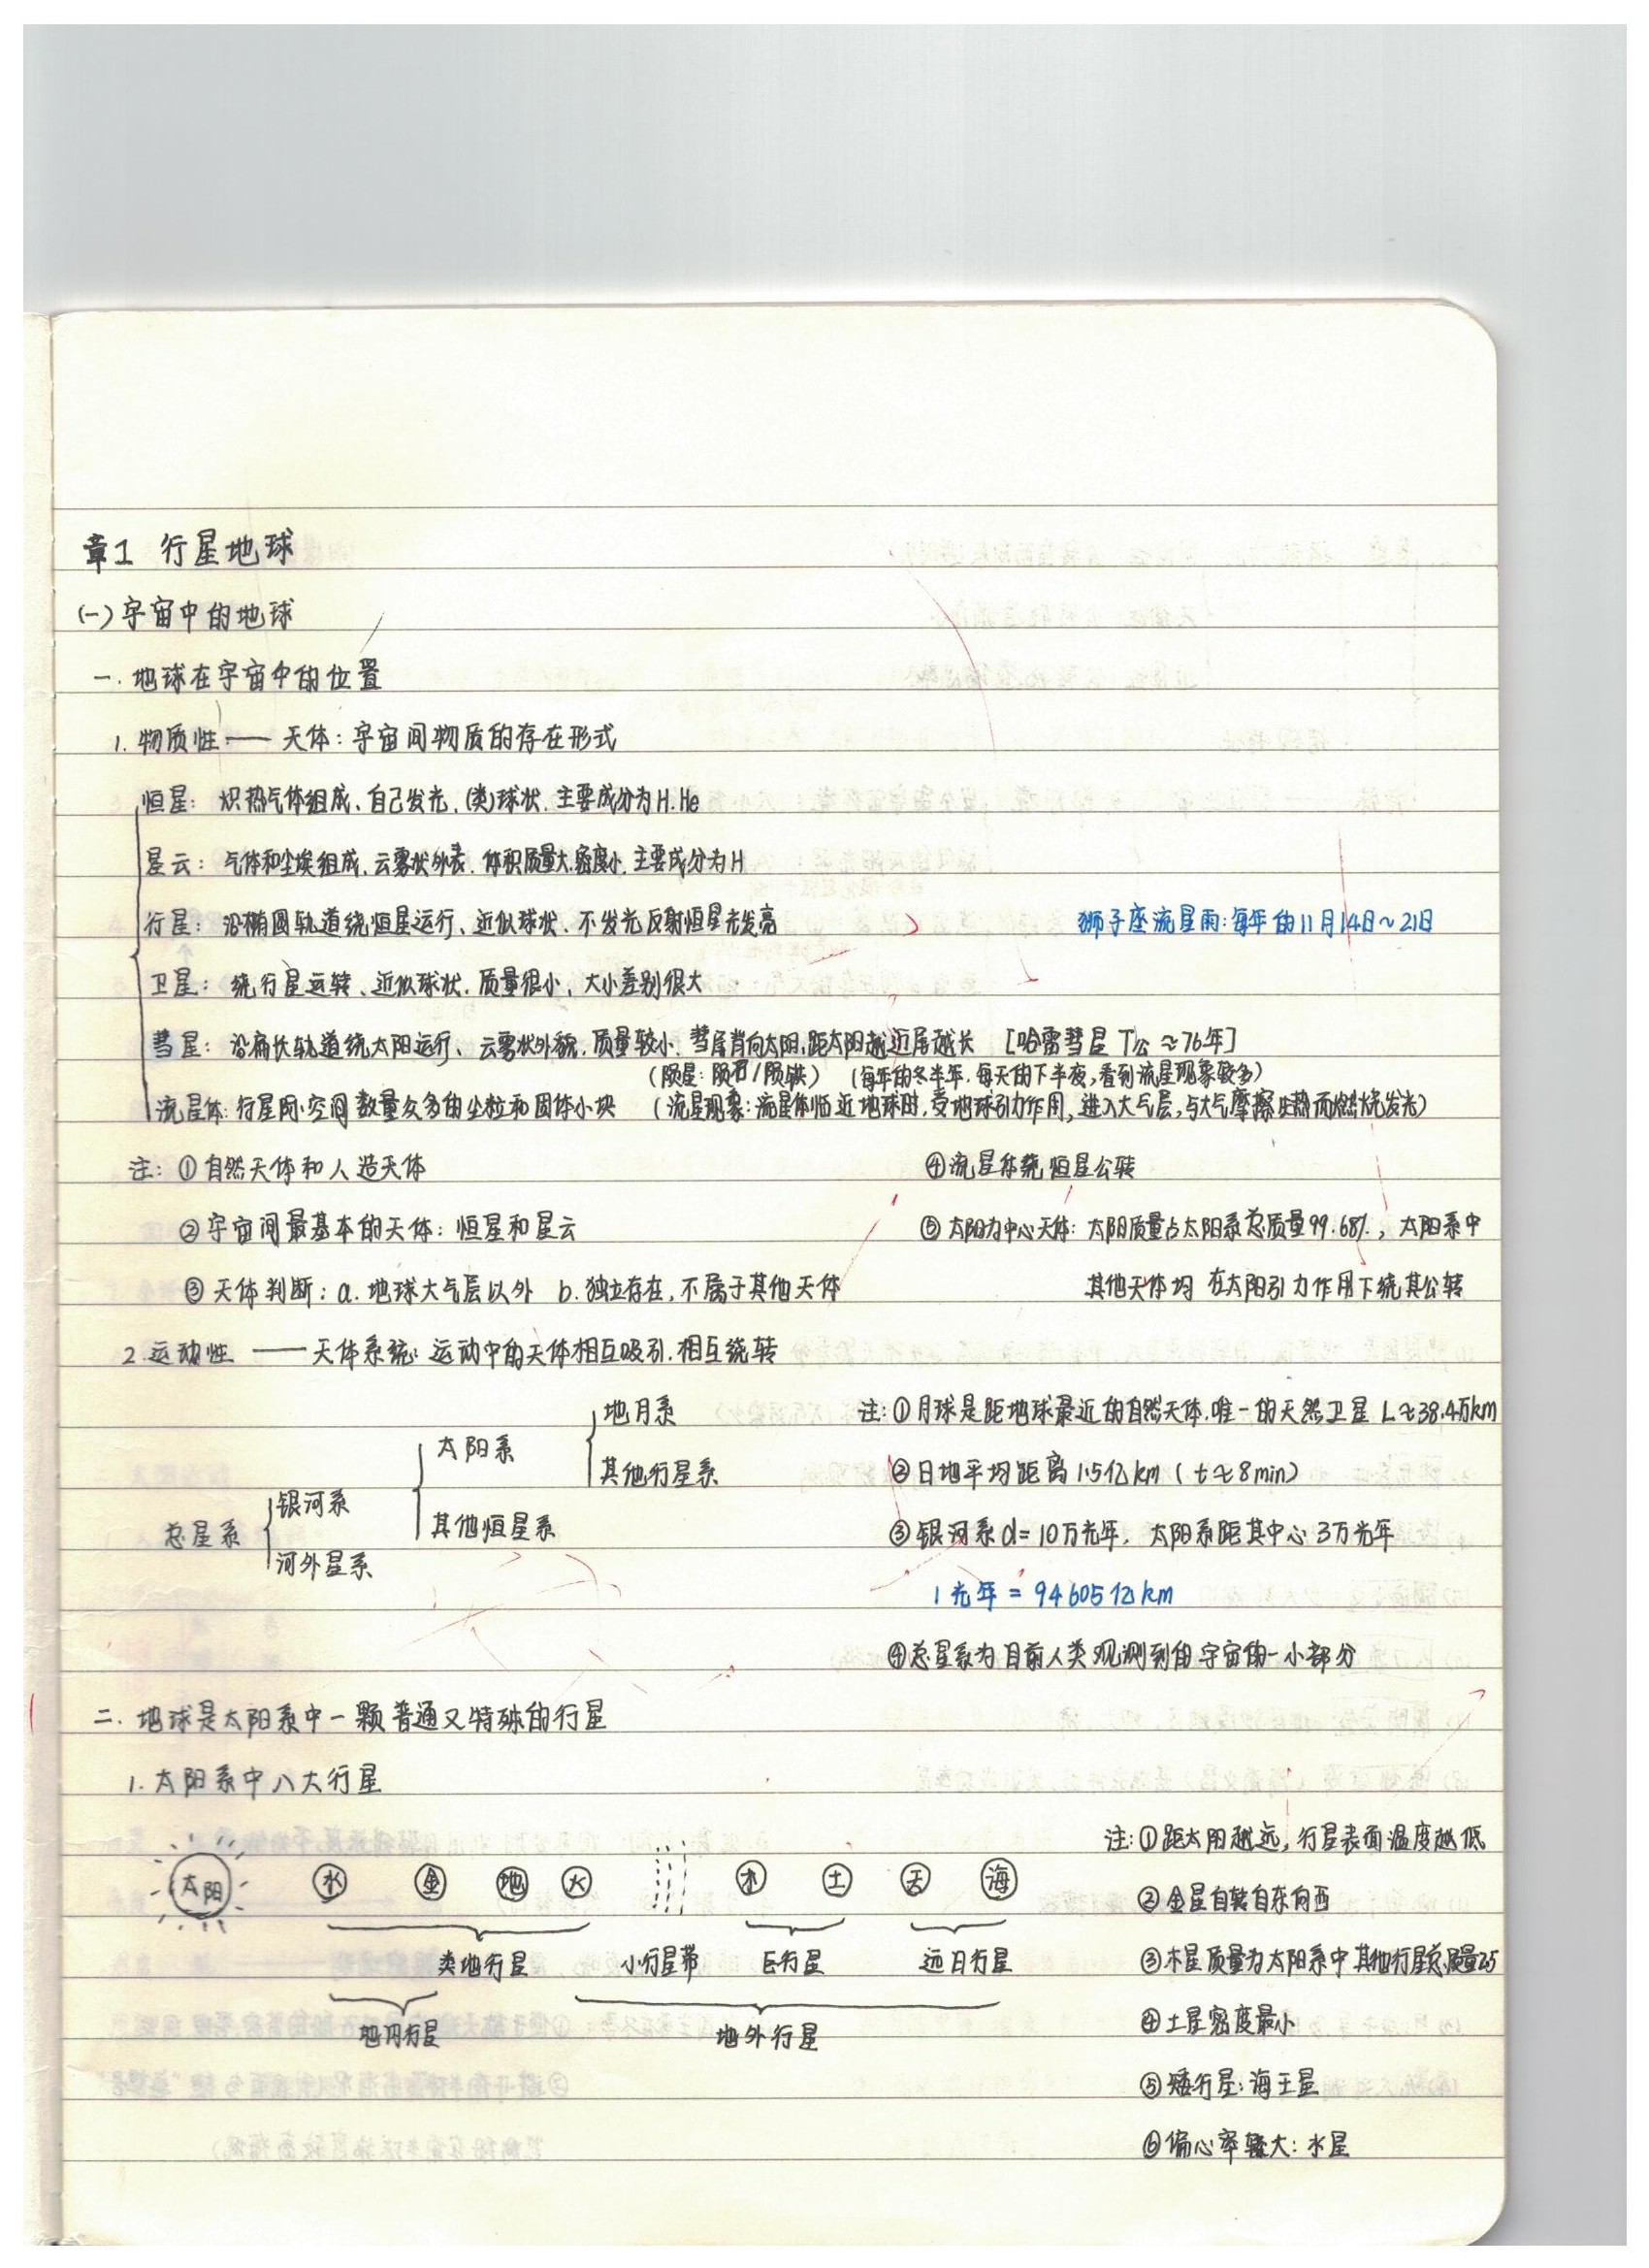 章1 行星地球
(一)宇宙中的地球
一.地球在宇宙中的位置
1.物质性——天体:宇宙间物质的存在形式
恒星: 炽热气体组成、自己发光、(类)球状.主要成分为H.He
星云: 气体和尘埃组成、云雾状外表.体积质量大.密度小.主要成分为H
行星: 沿椭圆轨道绕恒星运行、近似球状.不发光反射恒星光发亮
狮子座流星雨:每年的11月14日~21日
卫星: 绕行星运转、近似球状.质量很小、大小差别很大
彗星: 沿扁长轨道绕太阳运行、云雾状外貌.质量较小.彗尾背向太阳,距太阳越近尾越长 [哈雷彗星 T公≈76年]
(陨星:陨石/陨铁) (每年的冬半年.每天的下半夜,看到流星现象较多)
流星体: 行星际空间数量众多的尘粒和固体小块 (流星现象:流星体临近地球时,受地球引力作用,进入大气层,与大气摩擦生热而燃烧发光)
注: ①自然天体和人造天体
④流星体绕恒星公转
②宇宙间最基本的天体: 恒星和星云
⑤太阳为中心天体: 太阳质量占太阳系总质量99.68%, 太阳系中
③天体判断: a.地球大气层以外 b.独立存在,不属于其他天体
其他天体均在太阳引力作用下绕其公转
2.运动性——天体系统: 运动中的天体相互吸引.相互绕转
地月系
注:①月球是距地球最近的自然天体.唯一的天然卫星 L≈38.4万km
太阳系
其他行星系
②日地平均距离1.5亿km (t≈8min)
银河系
其他恒星系
总星系
③银河系d=10万光年, 太阳系距其中心3万光年
河外星系
1光年=94605亿km
④总星系为目前人类观测到的宇宙的一小部分
二.地球是太阳系中一颗普通又特殊的行星
1.太阳系中八大行星
注:①距太阳越远,行星表面温度越低
太阳 水 金 地 火 木 土 天 海
②金星自转自东向西
类地行星 小行星带 巨行星 远日行星
③木星质量为太阳系中其他行星总质量2.5
地内行星 地外行星
④土星密度最小
⑤矮行星:海王星
⑥偏心率较大: 水星